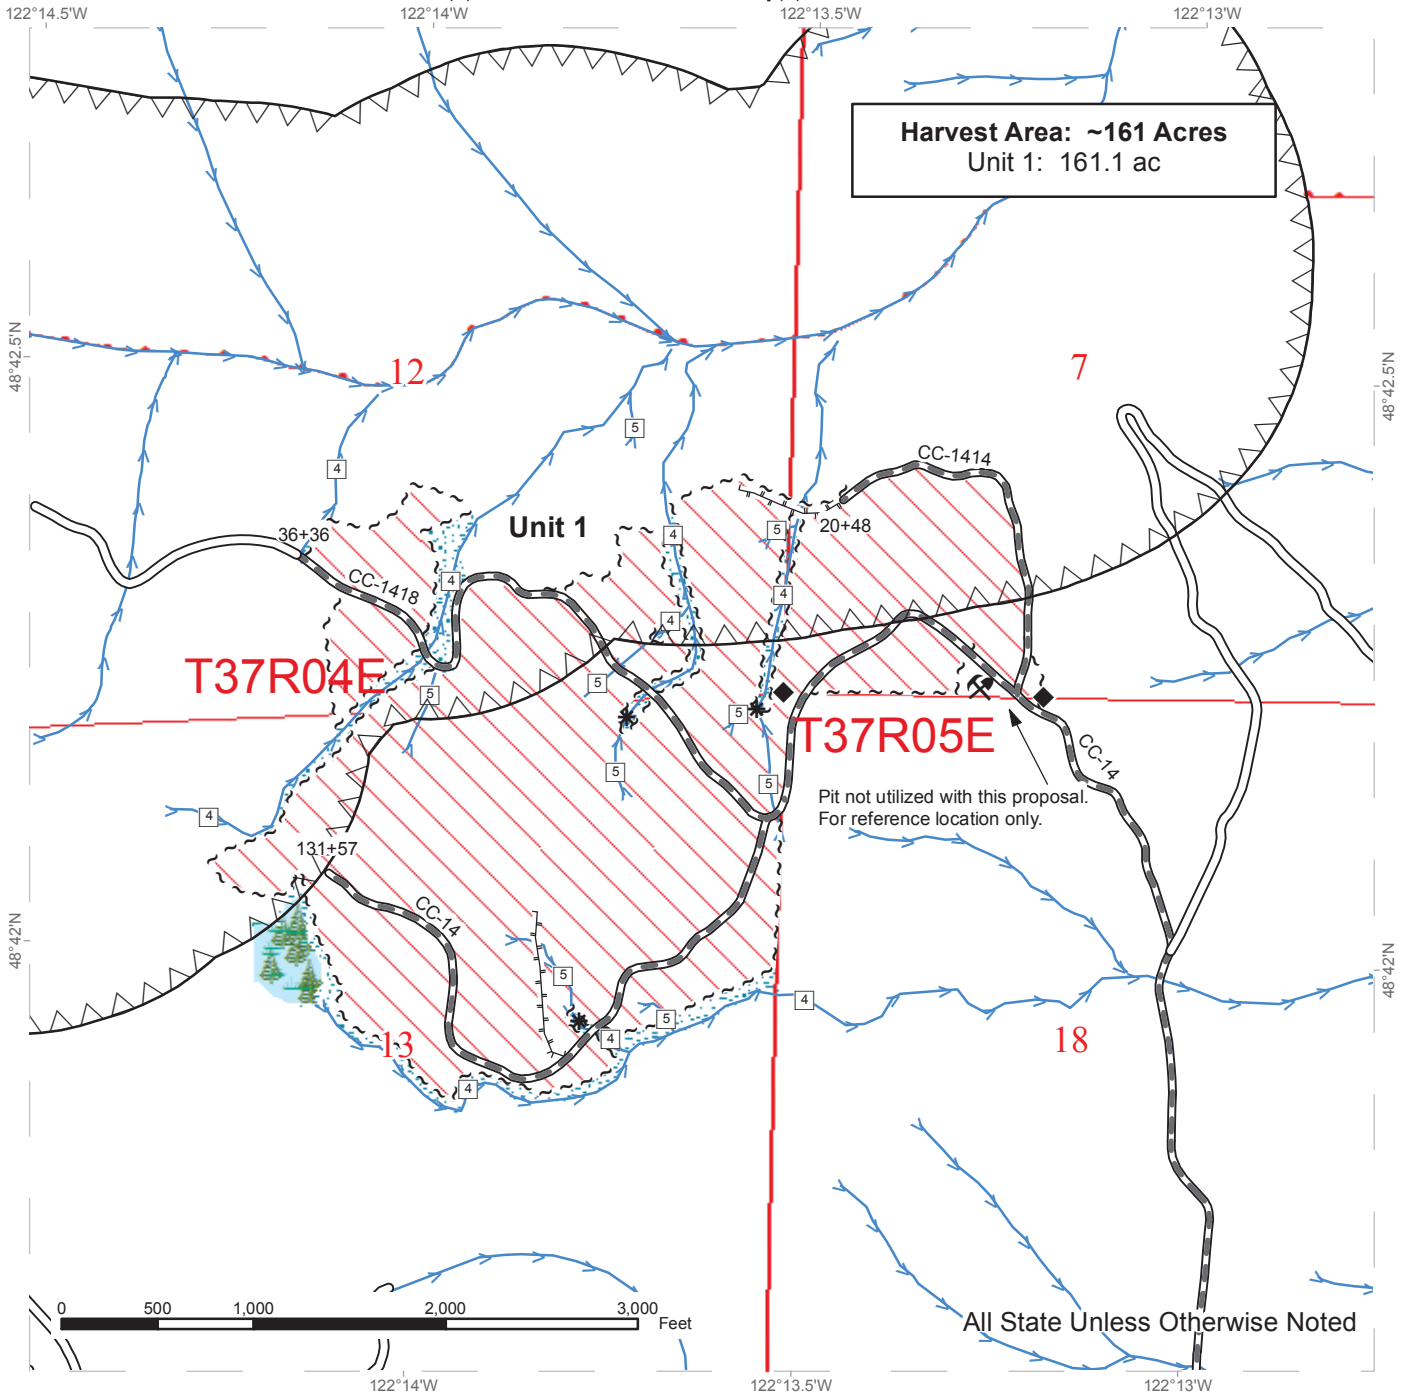 122°14.5'W
122°14'W
122°13.5'W
122°13'W
Harvest Area: ~161 Acres
Unit 1: 161.1 ac
48°42.5'N
48°42.5'N
12
7
5
4
CC-1414
Unit 1
20+48
36+36
5
4
CC-1418
4
4
4
T37R04E
5
5
5
T37R05E
CC-14
5
5
Pit not utilized with this proposal.
For reference location only.
4
131+57
CC-14
48°42'N
48°42'N
5
4
5
4
13
18
4
0
500
1,000
2,000
3,000
Feet
All State Unless Otherwise Noted
122°14'W
122°13.5'W
122°13'W